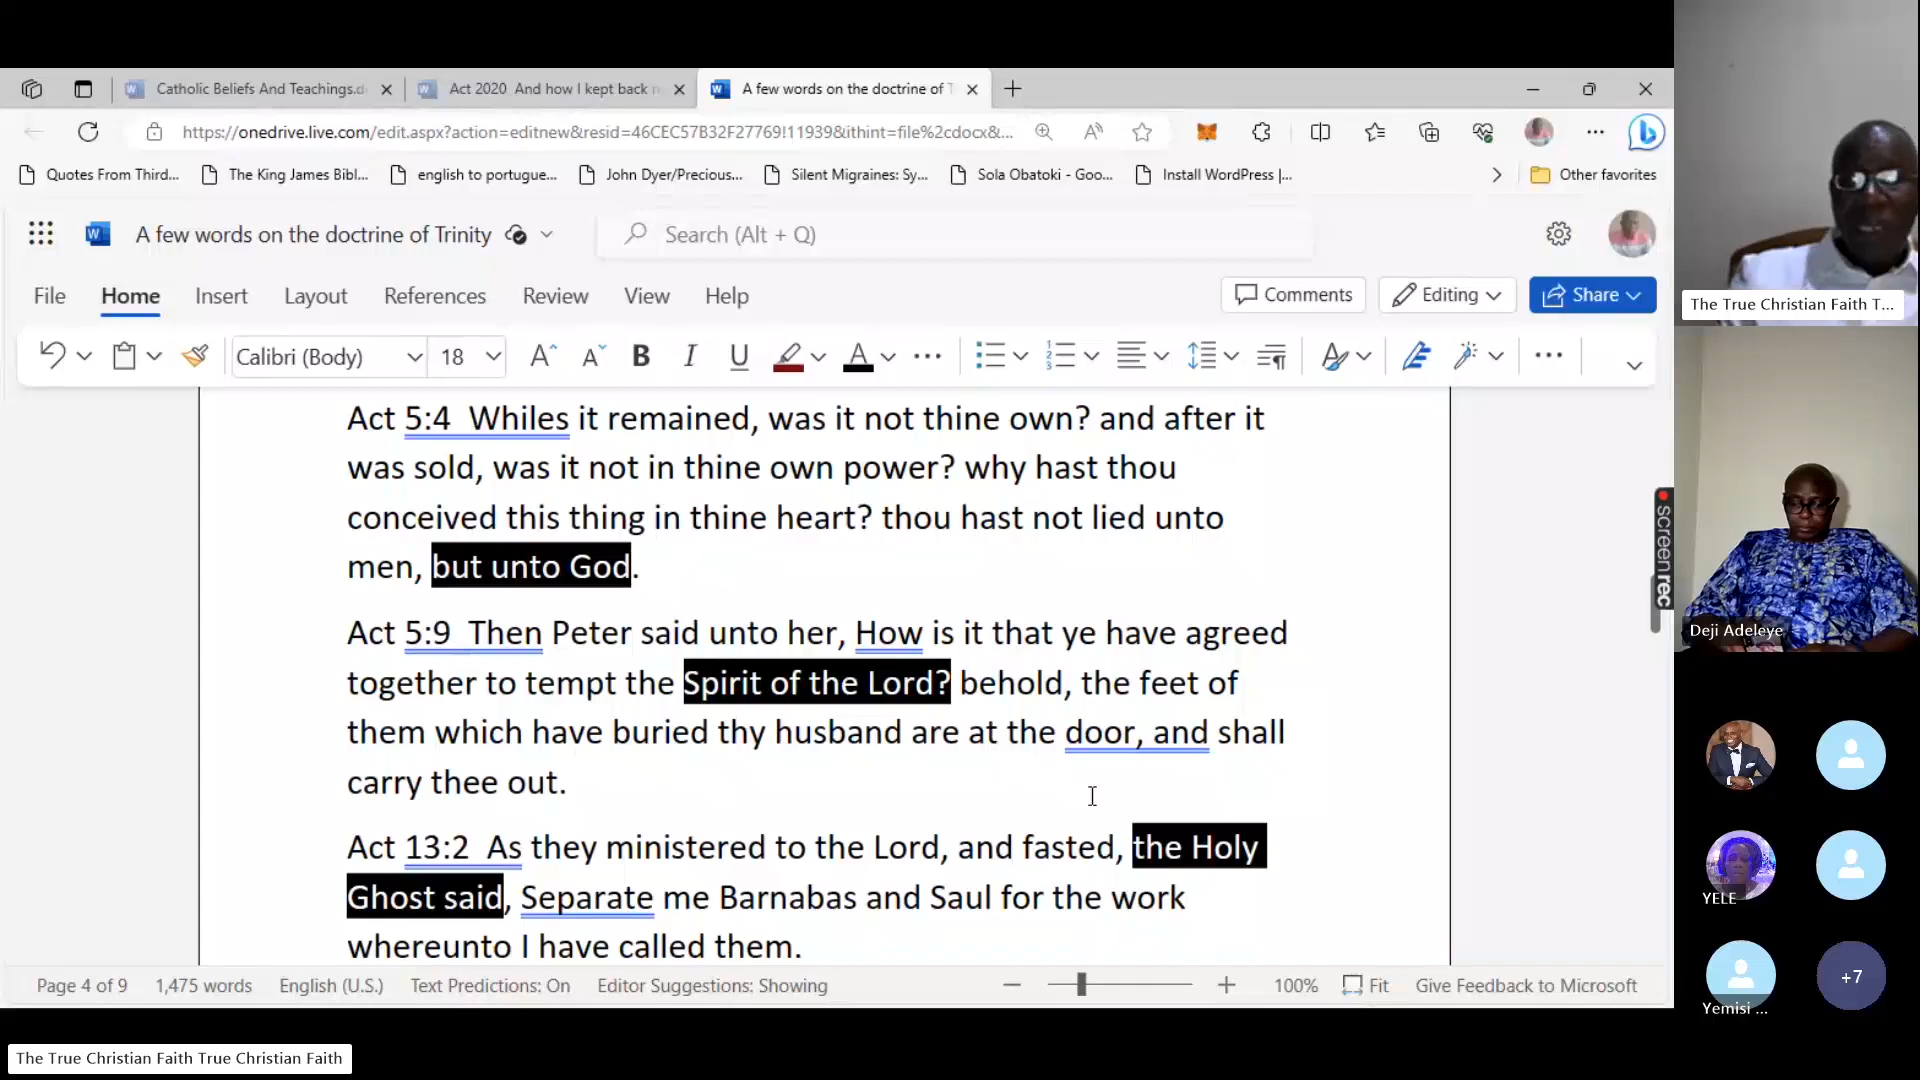 Catholic Beliefs And Teachings.d
Act 2020 And how I kept back n
A few words on the doctrine of T
https://onedrive.live.com/edit.aspx?action=editnew&resid=46CEC57B32F27769!11939&ithint=file%2cdocx&...
Quotes From Third...
The King James Bibl...
english to portugue...
John Dyer/Precious...
Silent Migraines: Sy...
Sola Obatoki - Goo...
Install WordPress |...
Other favorites
A few words on the doctrine of Trinity
Search (Alt + Q)
File Home Insert Layout References Review View Help
Comments
Editing
Share
Calibri (Body) 18
Act 5:4 Whiles it remained, was it not thine own? and after it
was sold, was it not in thine own power? why hast thou
conceived this thing in thine heart? thou hast not lied unto
men, but unto God.
Act 5:9 Then Peter said unto her, How is it that ye have agreed
together to tempt the Spirit of the Lord? behold, the feet of
them which have buried thy husband are at the door, and shall
carry thee out.
Act 13:2 As they ministered to the Lord, and fasted, the Holy
Ghost said, Separate me Barnabas and Saul for the work
whereunto I have called them.
Page 4 of 9 1,475 words English (U.S.) Text Predictions: On Editor Suggestions: Showing 100% Fit Give Feedback to Microsoft
screenrec
The True Christian Faith T...
Deji Adeleye
YELE
Yemisi ...
+7
The True Christian Faith True Christian Faith